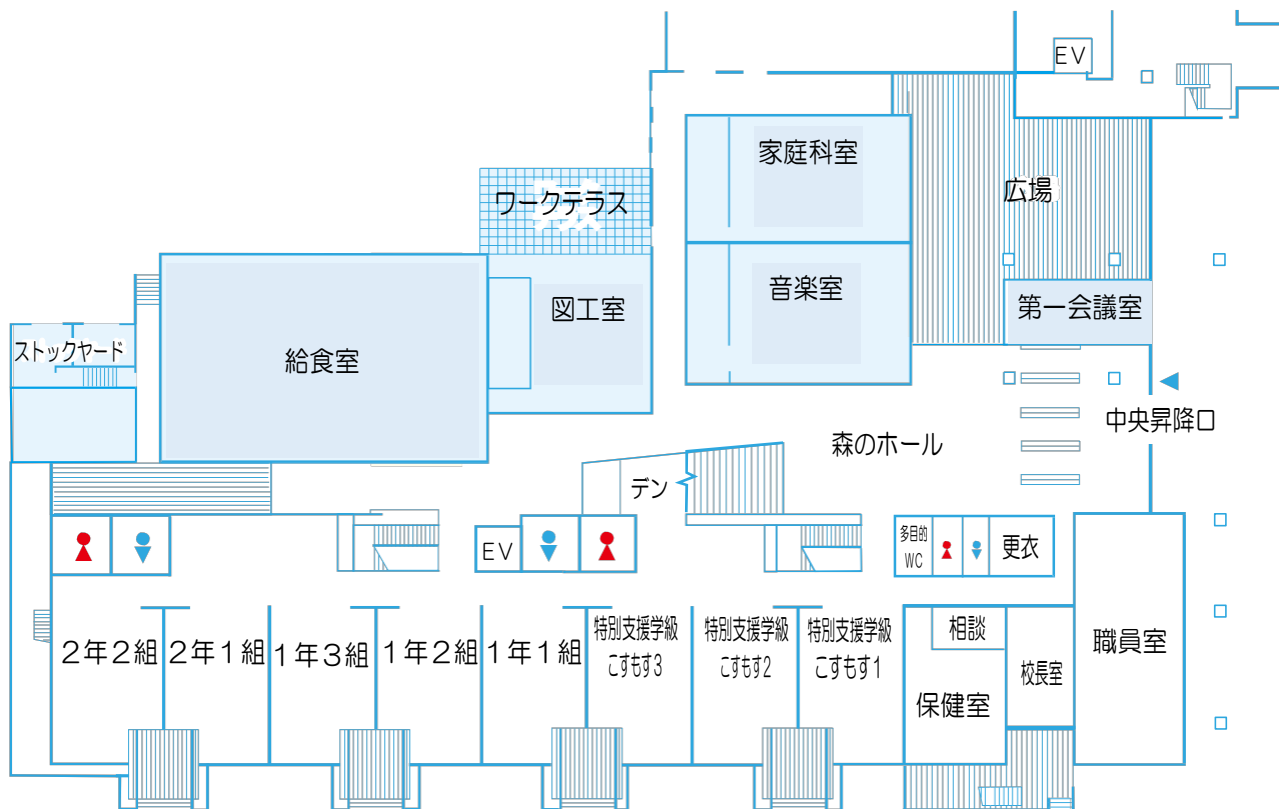 EV
家庭科室
広場
ワークテラス
音楽室
第一会議室
図工室
ストックヤード
給食室
中央昇降口
森のホール
デン
EV
多目的
WC
更衣
2年2組
2年1組
1年3組
1年2組
1年1組
特別支援学級
こすもす3
特別支援学級
こすもす2
特別支援学級
こすもす1
相談
保健室
校長室
職員室